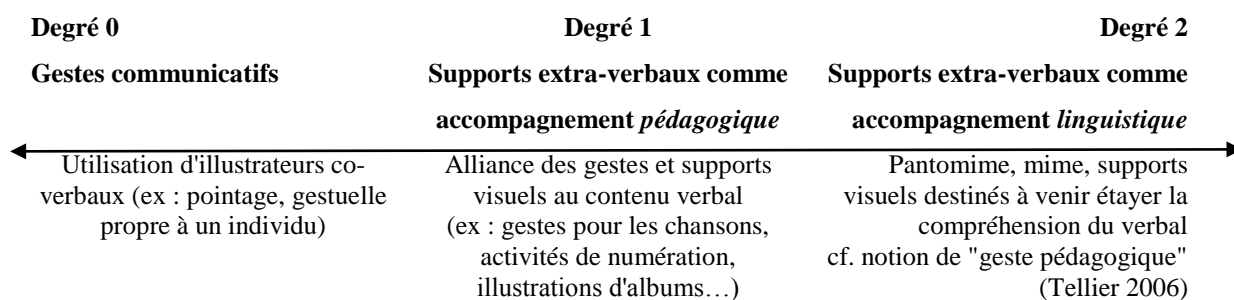 Degré 0
Gestes communicatifs
Utilisation d'illustrateurs co-
verbaux (ex : pointage, gestuelle
propre à un individu)
Degré 1
Supports extra-verbaux comme
accompagnement pédagogique
Alliance des gestes et supports
visuels au contenu verbal
(ex : gestes pour les chansons,
activités de numération,
illustrations d'albums…)
Degré 2
Supports extra-verbaux comme
accompagnement linguistique
Pantomime, mime, supports
visuels destinés à venir étayer la
compréhension du verbal
cf. notion de "geste pédagogique"
(Tellier 2006)